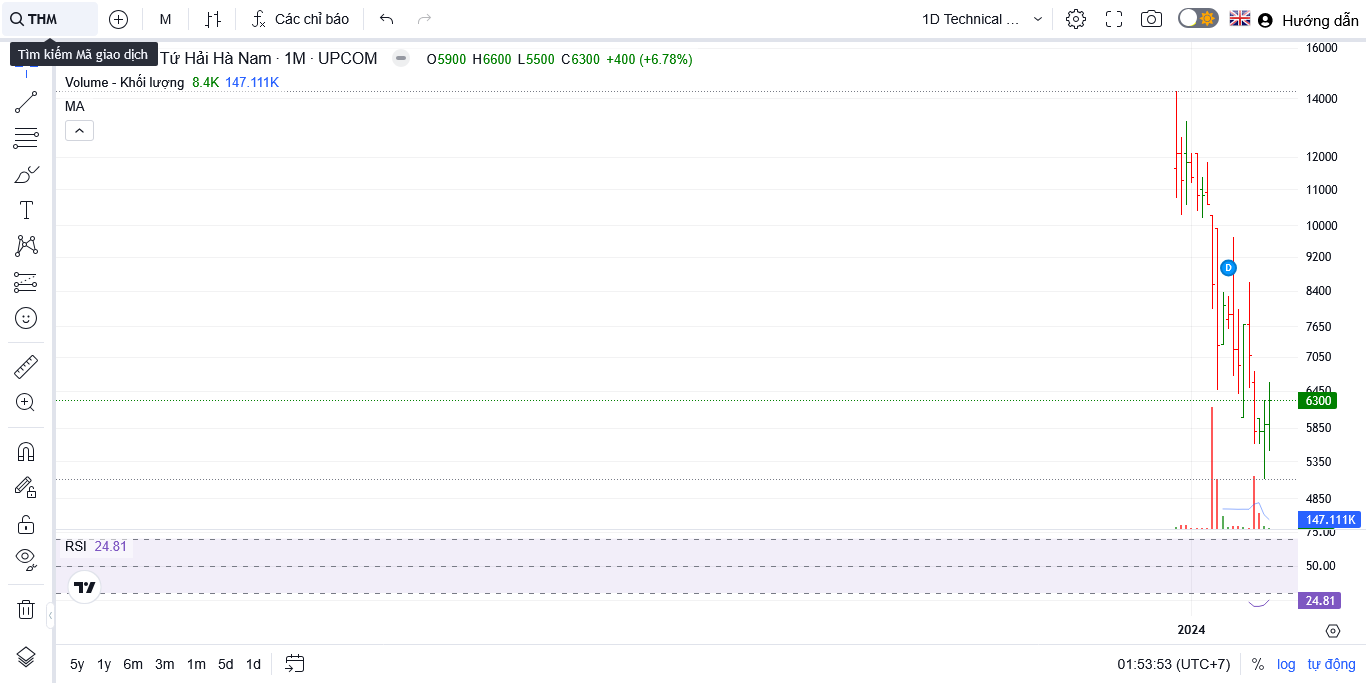 THM
M
Các chỉ báo
1D Technical ...
Hướng dẫn
Tìm kiếm Mã giao dịch
Tứ Hải Hà Nam · 1M · UPCOM
O5900 H6600 L5500 C6300 +400 (+6.78%)
Volume - Khối lượng 8.4K 147.111K
MA
16000
14000
12000
11000
10000
9200
8400
7650
7050
6450
6300
5850
5350
4850
147.111K
75.00
D
RSI 24.81
50.00
24.81
2024
5y 1y 6m 3m 1m 5d 1d
01:53:53 (UTC+7)
% log tự động